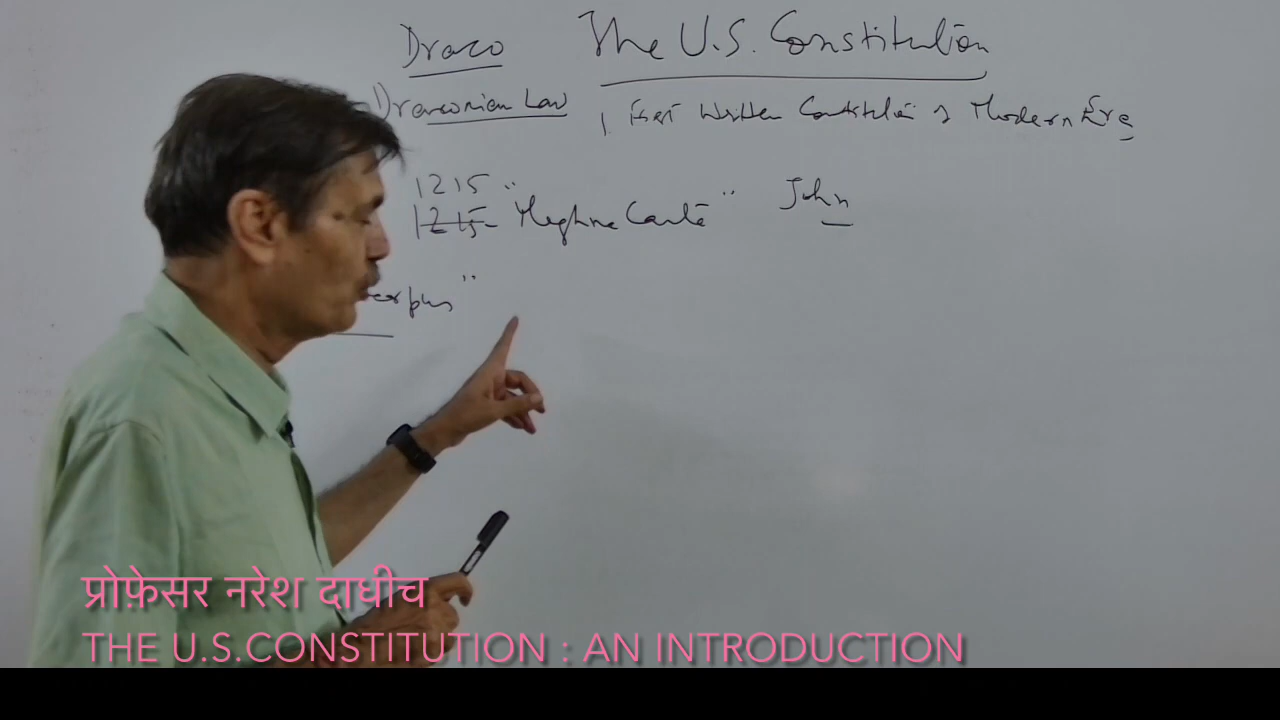 Draco The U.S. Constitution
Draconian Law 1 First Written Constitution of Modern Era
1215
1215 "Maghna Carta" John
corpus"
प्रोफ़ेसर नरेश दाधीच
THE U.S.CONSTITUTION : AN INTRODUCTION